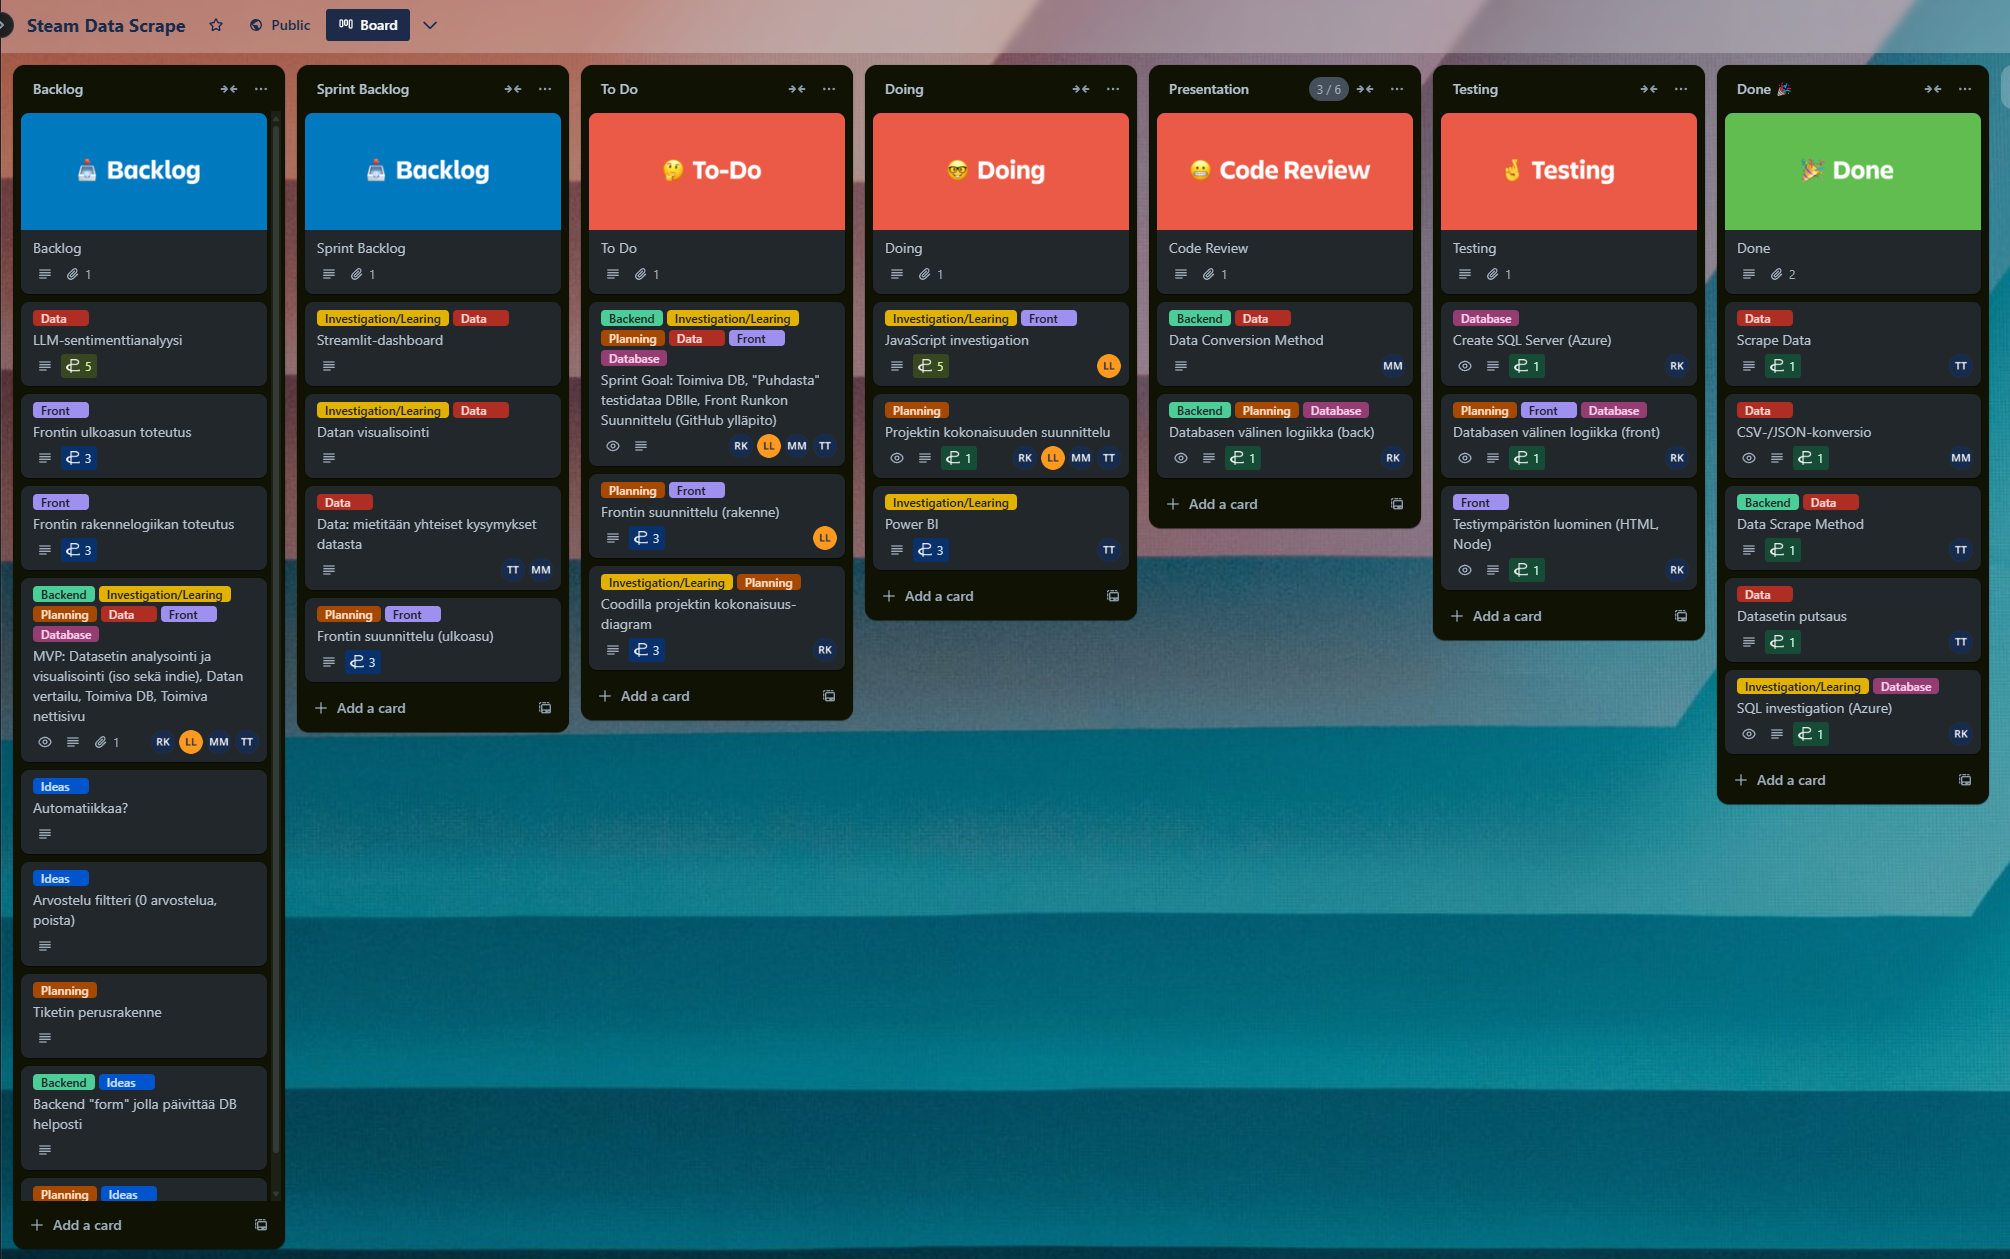 Steam Data Scrape
Public
Board
Backlog
Backlog
Backlog
1
Data
LLM-sentimenttianalyysi
5
Front
Frontin ulkoasun toteutus
3
Front
Frontin rakennelogiikan toteutus
3
Backend Investigation/Learing
Planning Data Front
Database
MVP: Datasetin analysointi ja
visualisointi (iso sekä indie), Datan
vertailu, Toimiva DB, Toimiva
nettisivu
1 RK LL MM TT
Ideas
Automatiikkaa?
Ideas
Arvostelu filtteri (0 arvostelua,
poista)
Planning
Tiketin perusrakenne
Backend Ideas
Backend "form" jolla päivittää DB
helposti
Planning Ideas
+ Add a card
Sprint Backlog
Backlog
Sprint Backlog
1
Investigation/Learing Data
Streamlit-dashboard
Investigation/Learing Data
Datan visualisointi
Data
Data: mietitään yhteiset kysymykset
datasta
TT MM
Planning Front
Frontin suunnittelu (ulkoasu)
3
+ Add a card
To Do
To-Do
To Do
1
Backend Investigation/Learing
Planning Data Front
Database
Sprint Goal: Toimiva DB, "Puhdasta"
testidataa DBlle, Front Runkon
Suunnittelu (GitHub ylläpito)
RK LL MM TT
Planning Front
Frontin suunnittelu (rakenne)
3 LL
Investigation/Learing Planning
Coodilla projektin kokonaisuus-
diagram
3 RK
+ Add a card
Doing
Doing
Doing
1
Investigation/Learing Front
JavaScript investigation
5 LL
Planning
Projektin kokonaisuuden suunnittelu
1 RK LL MM TT
Investigation/Learing
Power BI
3 TT
+ Add a card
Presentation 3 / 6
Code Review
Code Review
1
Backend Data
Data Conversion Method
MM
Backend Planning Database
Databasen välinen logiikka (back)
1 RK
+ Add a card
Testing
Testing
Testing
1
Database
Create SQL Server (Azure)
1 RK
Planning Front Database
Databasen välinen logiikka (front)
1 RK
Front
Testiympäristön luominen (HTML,
Node)
1 RK
+ Add a card
Done 🎉
Done
Done
2
Data
Scrape Data
1 TT
Data
CSV-/JSON-konversio
1 MM
Backend Data
Data Scrape Method
1 TT
Data
Datasetin putsaus
1 TT
Investigation/Learing Database
SQL investigation (Azure)
1 RK
+ Add a card